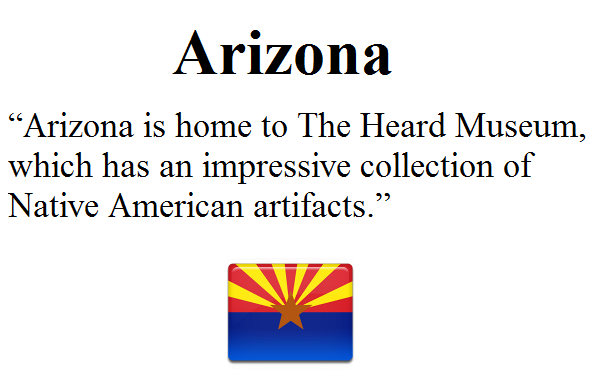 Arizona
“Arizona is home to The Heard Museum,
which has an impressive collection of
Native American artifacts.”